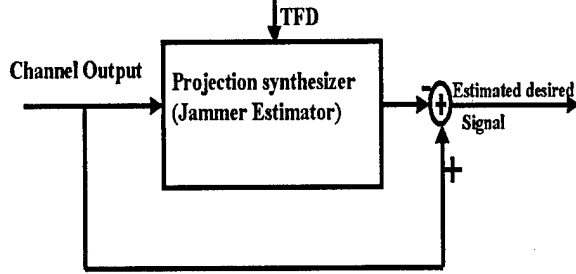 TFD
Channel Output
Projection synthesizer
(Jammer Estimator)
-
+
Estimated desired
Signal
+